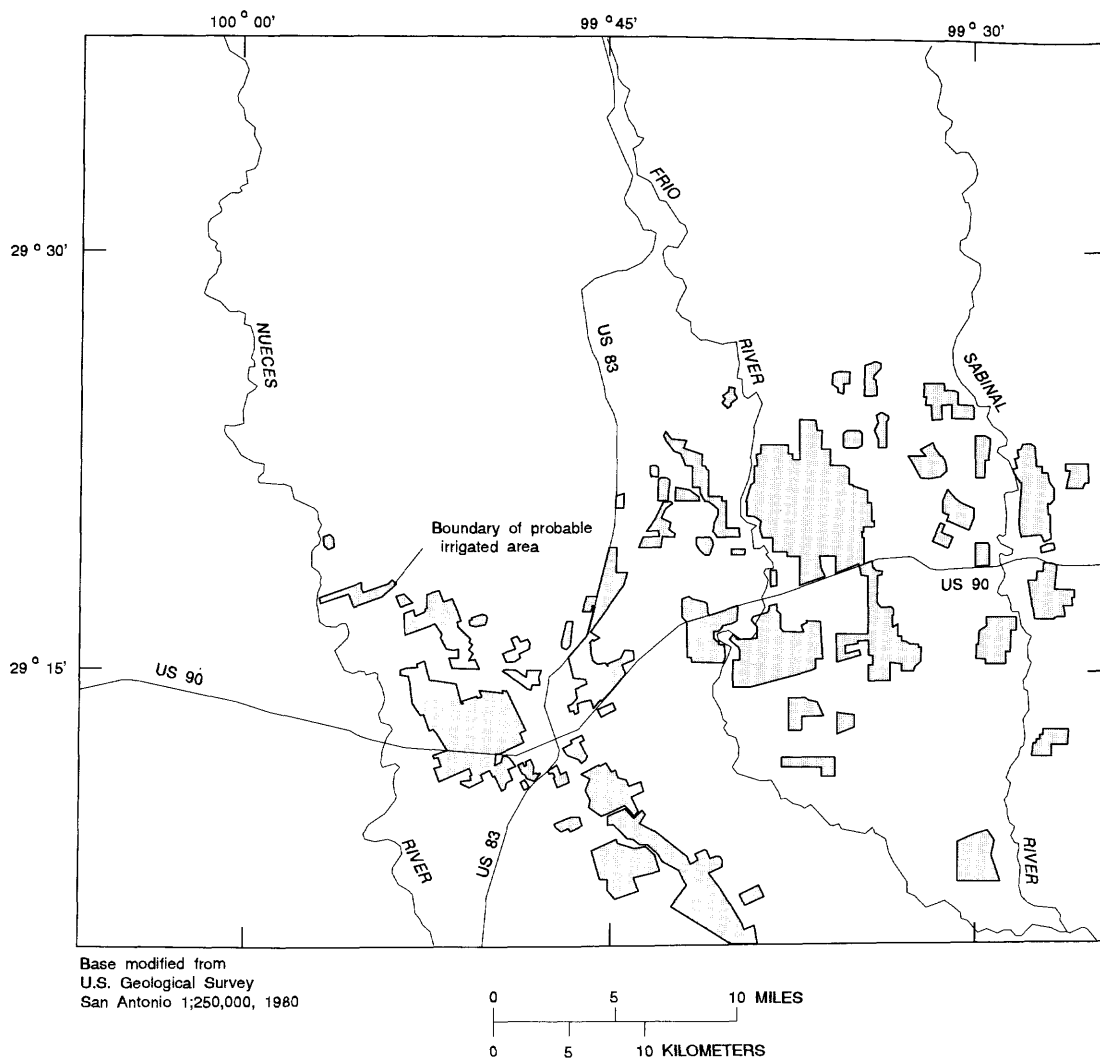 100 ° 00'
99 ° 45'
99 ° 30'
FRIO
29 ° 30'
NUECES
US 83
RIVER
SABINAL
Boundary of probable
irrigated area
US 90
29 ° 15'
US 90
US 83
RIVER
RIVER
Base modified from
U.S. Geological Survey
San Antonio 1;250,000, 1980
0 5 10 MILES
0 5 10 KILOMETERS